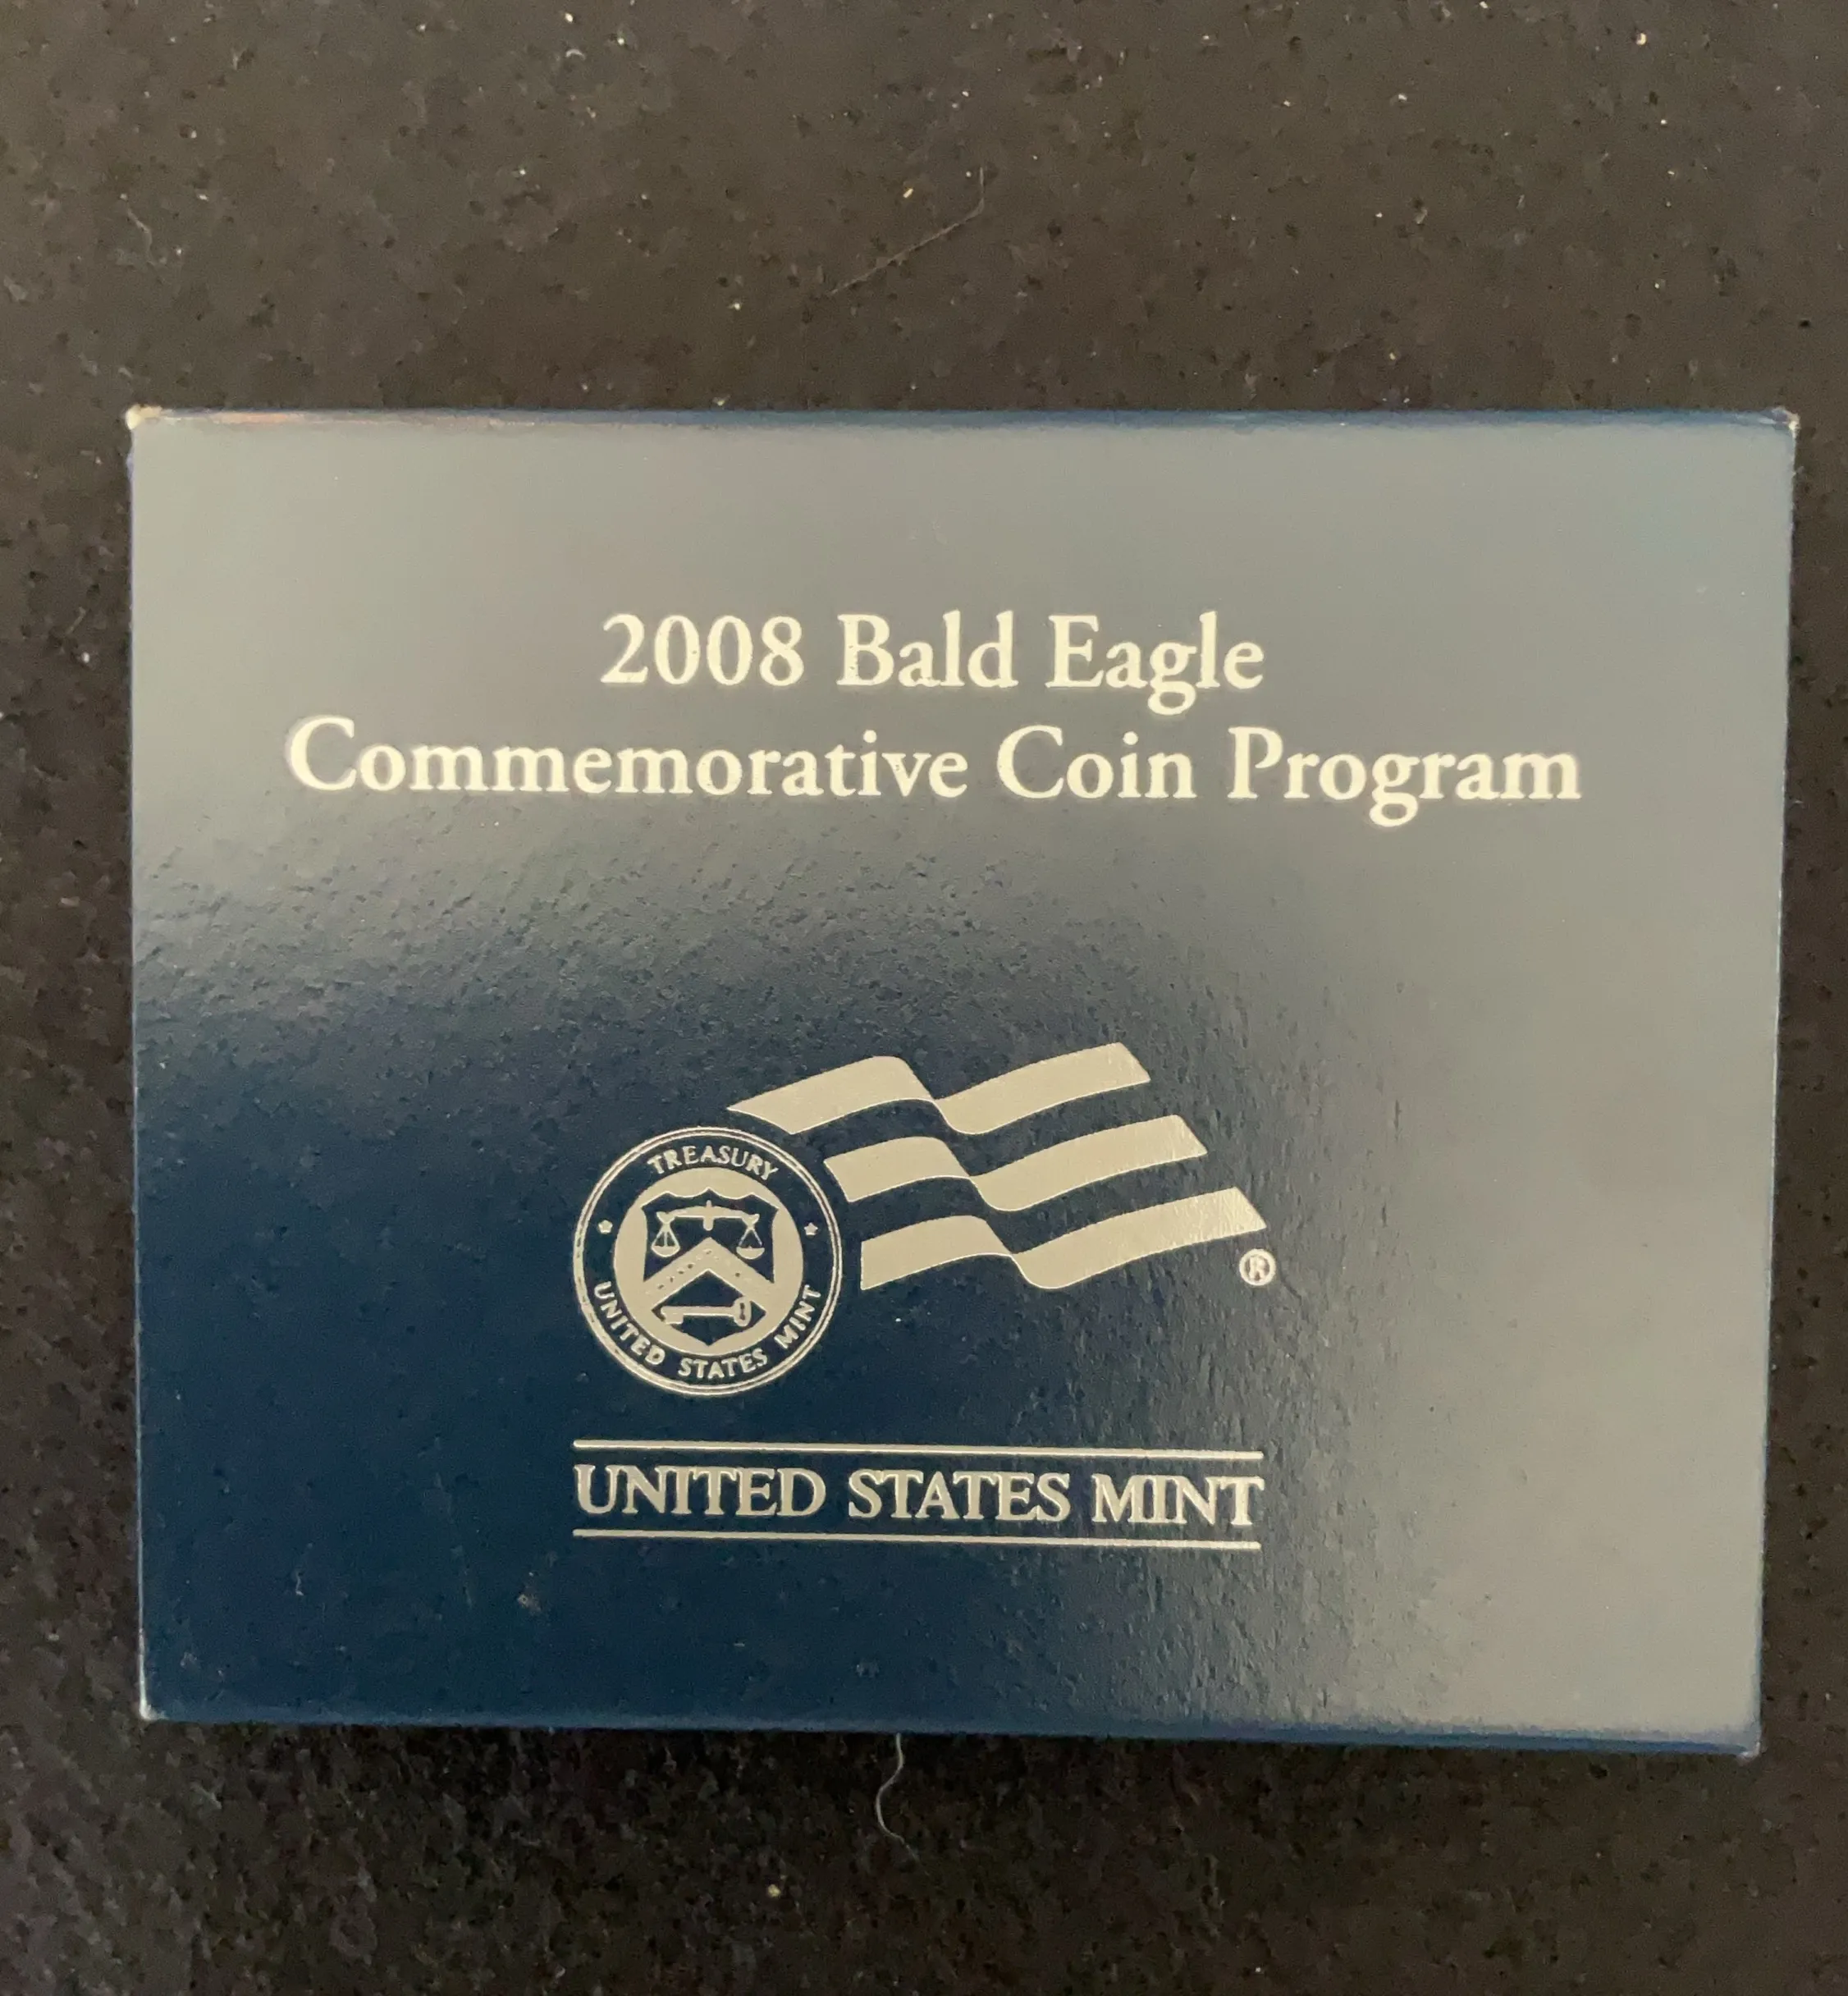 2008 Bald Eagle
Commemorative Coin Program
TREASURY
UNITED STATES MINT
®
UNITED STATES MINT